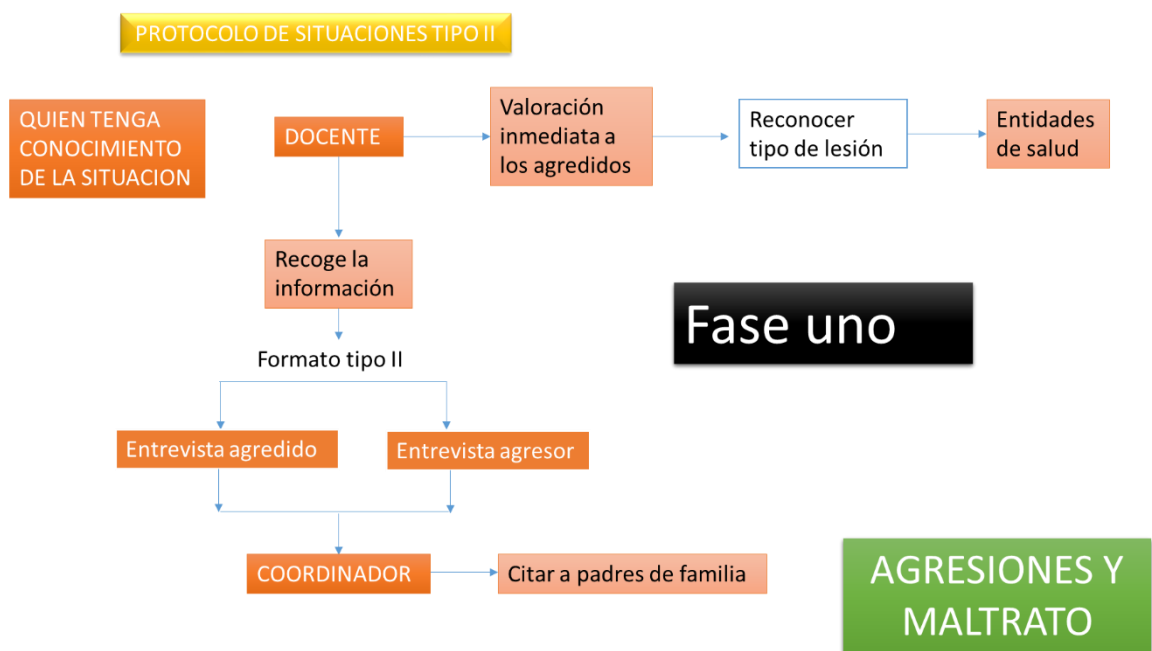 PROTOCOLO DE SITUACIONES TIPO II
QUIEN TENGA
CONOCIMIENTO
DE LA SITUACION
DOCENTE
Valoración
inmediata a
los agredidos
Reconocer
tipo de lesión
Entidades
de salud
Recoge la
información
Fase uno
Formato tipo II
Entrevista agredido
Entrevista agresor
COORDINADOR
Citar a padres de familia
AGRESIONES Y
MALTRATO